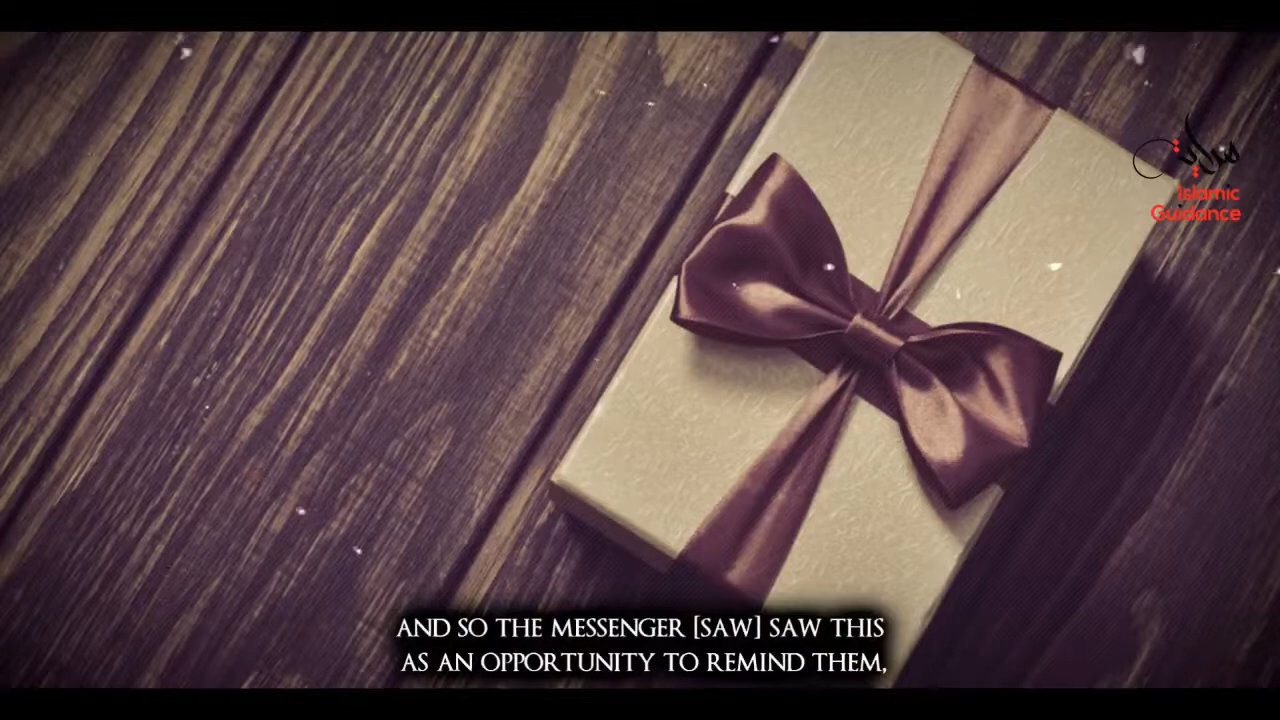 Islamic
Guidance
AND SO THE MESSENGER [SAW] SAW THIS
AS AN OPPORTUNITY TO REMIND THEM,